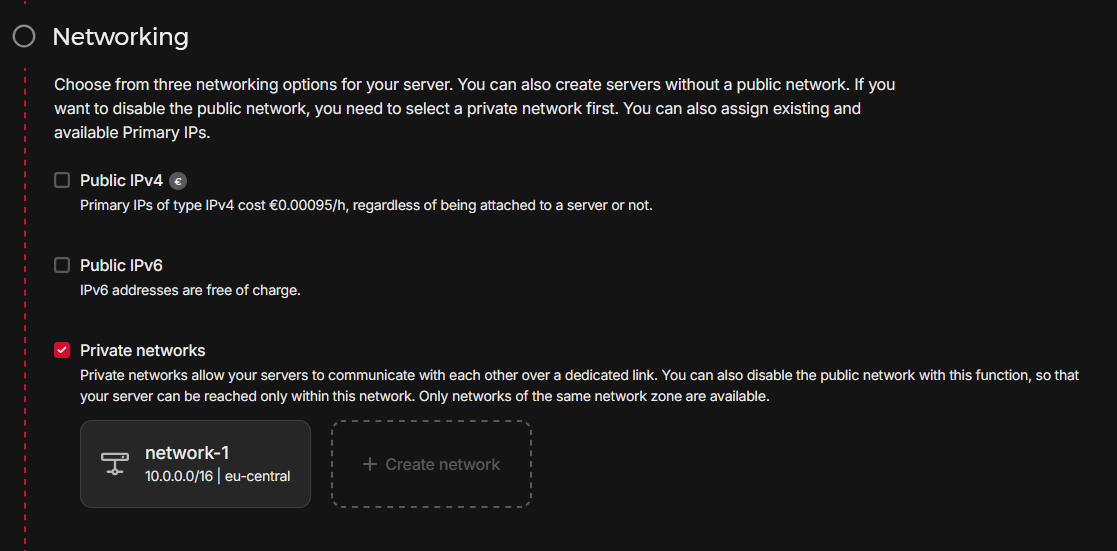 Networking
Choose from three networking options for your server. You can also create servers without a public network. If you
want to disable the public network, you need to select a private network first. You can also assign existing and
available Primary IPs.
Public IPv4 €
Primary IPs of type IPv4 cost €0.00095/h, regardless of being attached to a server or not.
Public IPv6
IPv6 addresses are free of charge.
Private networks
Private networks allow your servers to communicate with each other over a dedicated link. You can also disable the public network with this function, so that
your server can be reached only within this network. Only networks of the same network zone are available.
network-1
10.0.0.0/16 | eu-central
+ Create network